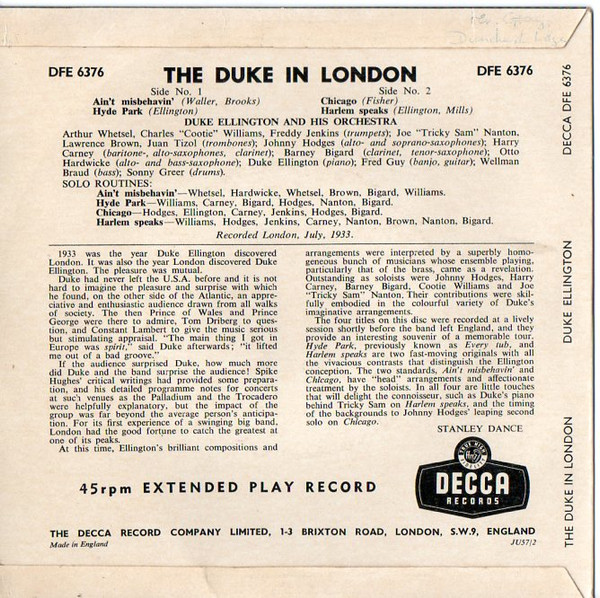 DFE 6376
THE DUKE IN LONDON
DFE 6376
Side No. 1
Ain't misbehavin' (Waller, Brooks)
Hyde Park (Ellington)
Side No. 2
Chicago (Fisher)
Harlem speaks (Ellington, Mills)
DUKE ELLINGTON AND HIS ORCHESTRA
Arthur Whetsel, Charles "Cootie" Williams, Freddy Jenkins (trumpets); Joe "Tricky Sam" Nanton,
Lawrence Brown, Juan Tizol (trombones); Johnny Hodges (alto- and soprano-saxophones); Harry
Carney (baritone-, alto-saxophones, clarinet); Barney Bigard (clarinet, tenor-saxophone); Otto
Hardwicke (alto- and bass-saxophone); Duke Ellington (piano); Fred Guy (banjo, guitar); Wellman
Braud (bass); Sonny Greer (drums).
SOLO ROUTINES:
Ain't misbehavin'—Whetsel, Hardwicke, Whetsel, Brown, Bigard, Williams.
Hyde Park—Williams, Carney, Bigard, Hodges, Nanton, Bigard.
Chicago—Hodges, Ellington, Carney, Jenkins, Hodges, Bigard.
Harlem speaks—Williams, Hodges, Jenkins, Carney, Nanton, Brown, Nanton, Bigard.
Recorded London, July, 1933.
1933 was the year Duke Ellington discovered
London. It was also the year London discovered Duke
Ellington. The pleasure was mutual.
Duke had never left the U.S.A. before and it is not
hard to imagine the pleasure and surprise with which
he found, on the other side of the Atlantic, an appre-
ciative and enthusiastic audience drawn from all walks
of society. The then Prince of Wales and Prince
George were there to admire, Tom Driberg to ques-
tion, and Constant Lambert to give the music serious
but stimulating appraisal. "The main thing I got in
Europe was spirit," said Duke afterwards; "it lifted
me out of a bad groove."
If the audience surprised Duke, how much more
did Duke and the band surprise the audience! Spike
Hughes' critical writings had provided some prepara-
tion, and his detailed programme notes for concerts
at such venues as the Palladium and the Trocadero
were helpfully explanatory, but the impact of the
group was far beyond the average person's anticipa-
tion. For its first experience of a swinging big band,
London had the good fortune to catch the greatest at
one of its peaks.
At this time, Ellington's brilliant compositions and
arrangements were interpreted by a superbly homo-
geneous bunch of musicians whose ensemble playing,
particularly that of the brass, came as a revelation.
Outstanding as soloists were Johnny Hodges, Harry
Carney, Barney Bigard, Cootie Williams and Joe
"Tricky Sam" Nanton. Their contributions were skil-
fully embodied in the colourful variety of Duke's
imaginative arrangements.
The four titles on this disc were recorded at a lively
session shortly before the band left England, and they
provide an interesting souvenir of a memorable tour.
Hyde Park, previously known as Every tub, and
Harlem speaks are two fast-moving originals with all
the vivacious contrasts that distinguish the Ellington
conception. The two standards, Ain't misbehavin' and
Chicago, have "head" arrangements and affectionate
treatment by the soloists. In all four are little touches
that will delight the connoisseur, such as Duke's piano
behind Tricky Sam on Harlem speaks, and the timing
of the backgrounds to Johnny Hodges' leaping second
solo on Chicago.
STANLEY DANCE
45rpm EXTENDED PLAY RECORD
DECCA
RECORDS
THE DECCA RECORD COMPANY LIMITED, 1-3 BRIXTON ROAD, LONDON, S.W.9, ENGLAND
Made in England
JU57/2
DECCA DFE 6376
DUKE ELLINGTON
THE DUKE IN LONDON